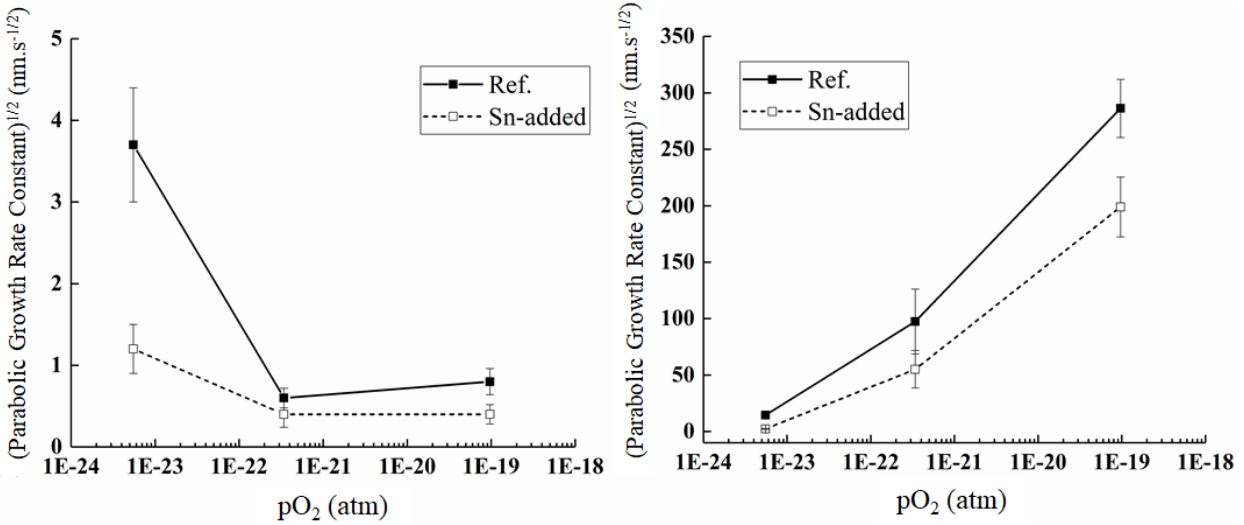 (Parabolic Growth Rate Constant)^1/2 (nm.s^-1/2)
5
4
3
2
1
0
Ref.
Sn-added
1E-24 1E-23 1E-22 1E-21 1E-20 1E-19 1E-18
pO₂ (atm)
(Parabolic Growth Rate Constant)^1/2 (nm.s^-1/2)
350
300
250
200
150
100
50
0
Ref.
Sn-added
1E-24 1E-23 1E-22 1E-21 1E-20 1E-19 1E-18
pO₂ (atm)